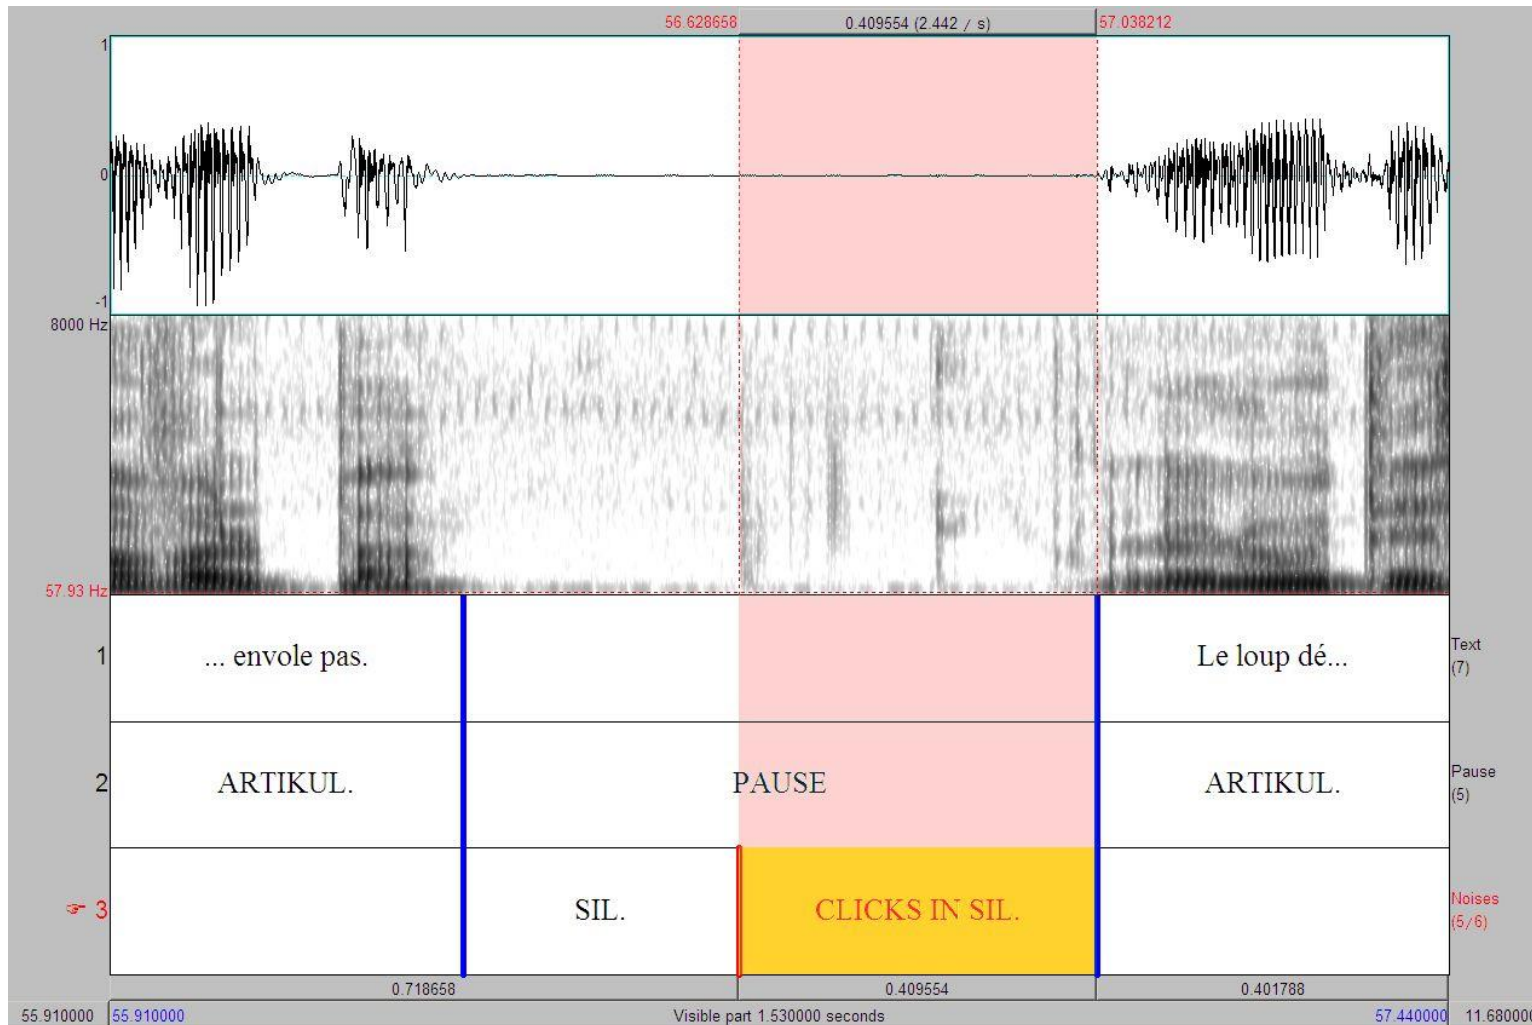 56.628658 0.409554 (2.442 / s) 57.038212
1
0
-1
8000 Hz
57.93 Hz
1 ... envole pas. Le loup dé... Text
(7)
2 ARTIKUL. PAUSE ARTIKUL. Pause
(5)
☞ 3 SIL. CLICKS IN SIL. Noises
(5/6)
0.718658 0.409554 0.401788
55.910000 55.910000 Visible part 1.530000 seconds 57.440000 11.680000